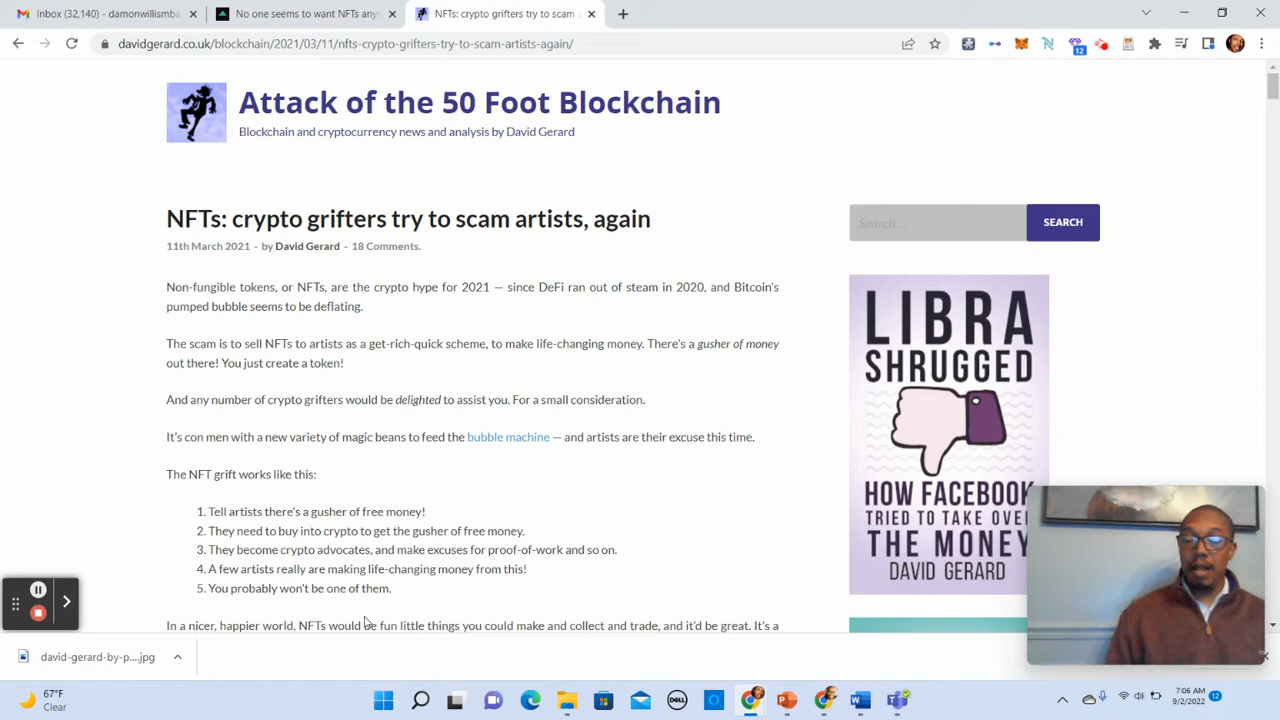 Inbox (32,140) - damonwillismba
No one seems to want NFTs any
NFTs: crypto grifters try to scam
davidgerard.co.uk/blockchain/2021/03/11/nfts-crypto-grifters-try-to-scam-artists-again/
12
Attack of the 50 Foot Blockchain
Blockchain and cryptocurrency news and analysis by David Gerard
NFTs: crypto grifters try to scam artists, again
11th March 2021 - by David Gerard - 18 Comments.
Search ...
SEARCH
Non-fungible tokens, or NFTs, are the crypto hype for 2021 — since DeFi ran out of steam in 2020, and Bitcoin's
pumped bubble seems to be deflating.
The scam is to sell NFTs to artists as a get-rich-quick scheme, to make life-changing money. There's a gusher of money
out there! You just create a token!
And any number of crypto grifters would be delighted to assist you. For a small consideration.
It's con men with a new variety of magic beans to feed the bubble machine — and artists are their excuse this time.
The NFT grift works like this:
1. Tell artists there's a gusher of free money!
2. They need to buy into crypto to get the gusher of free money.
3. They become crypto advocates, and make excuses for proof-of-work and so on.
4. A few artists really are making life-changing money from this!
5. You probably won't be one of them.
In a nicer, happier world, NFTs would be fun little things you could make and collect and trade, and it'd be great. It's a
LIBRA
SHRUGGED
HOW FACEBOOK
TRIED TO TAKE OVER
THE MONEY
DAVID GERARD
david-gerard-by-p....jpg
67°F
Clear
DELL
7:06 AM
9/2/2022
12